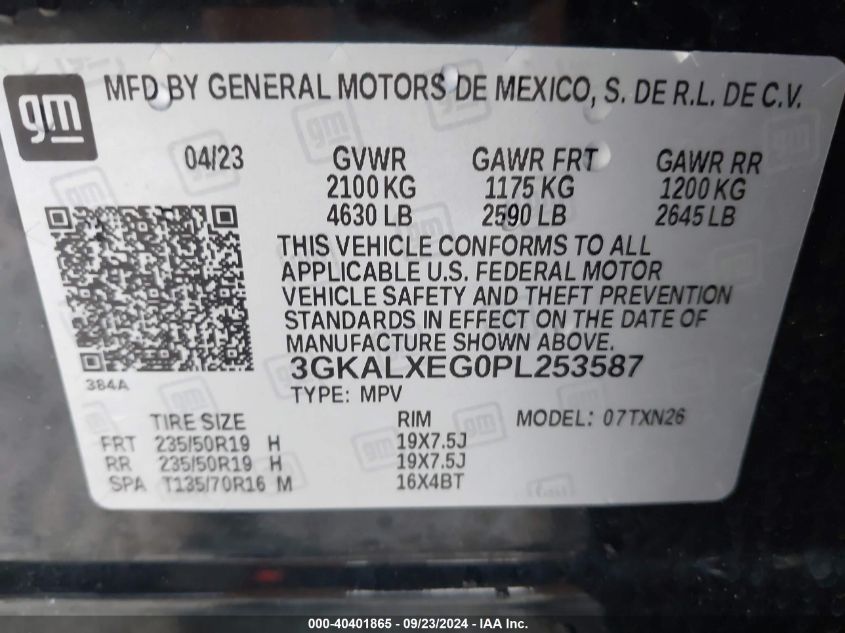 gm
MFD BY GENERAL MOTORS DE MEXICO, S. DE R.L. DE C.V.
04/23 GVWR GAWR FRT GAWR RR
2100 KG 1175 KG 1200 KG
4630 LB 2590 LB 2645 LB
THIS VEHICLE CONFORMS TO ALL
APPLICABLE U.S. FEDERAL MOTOR
VEHICLE SAFETY AND THEFT PREVENTION
STANDARDS IN EFFECT ON THE DATE OF
MANUFACTURE SHOWN ABOVE.
3GKALXEG0PL253587
384A
TYPE: MPV
TIRE SIZE RIM MODEL: 07TXN26
FRT 235/50R19 H 19X7.5J
RR 235/50R19 H 19X7.5J
SPA T135/70R16 M 16X4BT
000-40401865 - 09/23/2024 - IAA Inc.